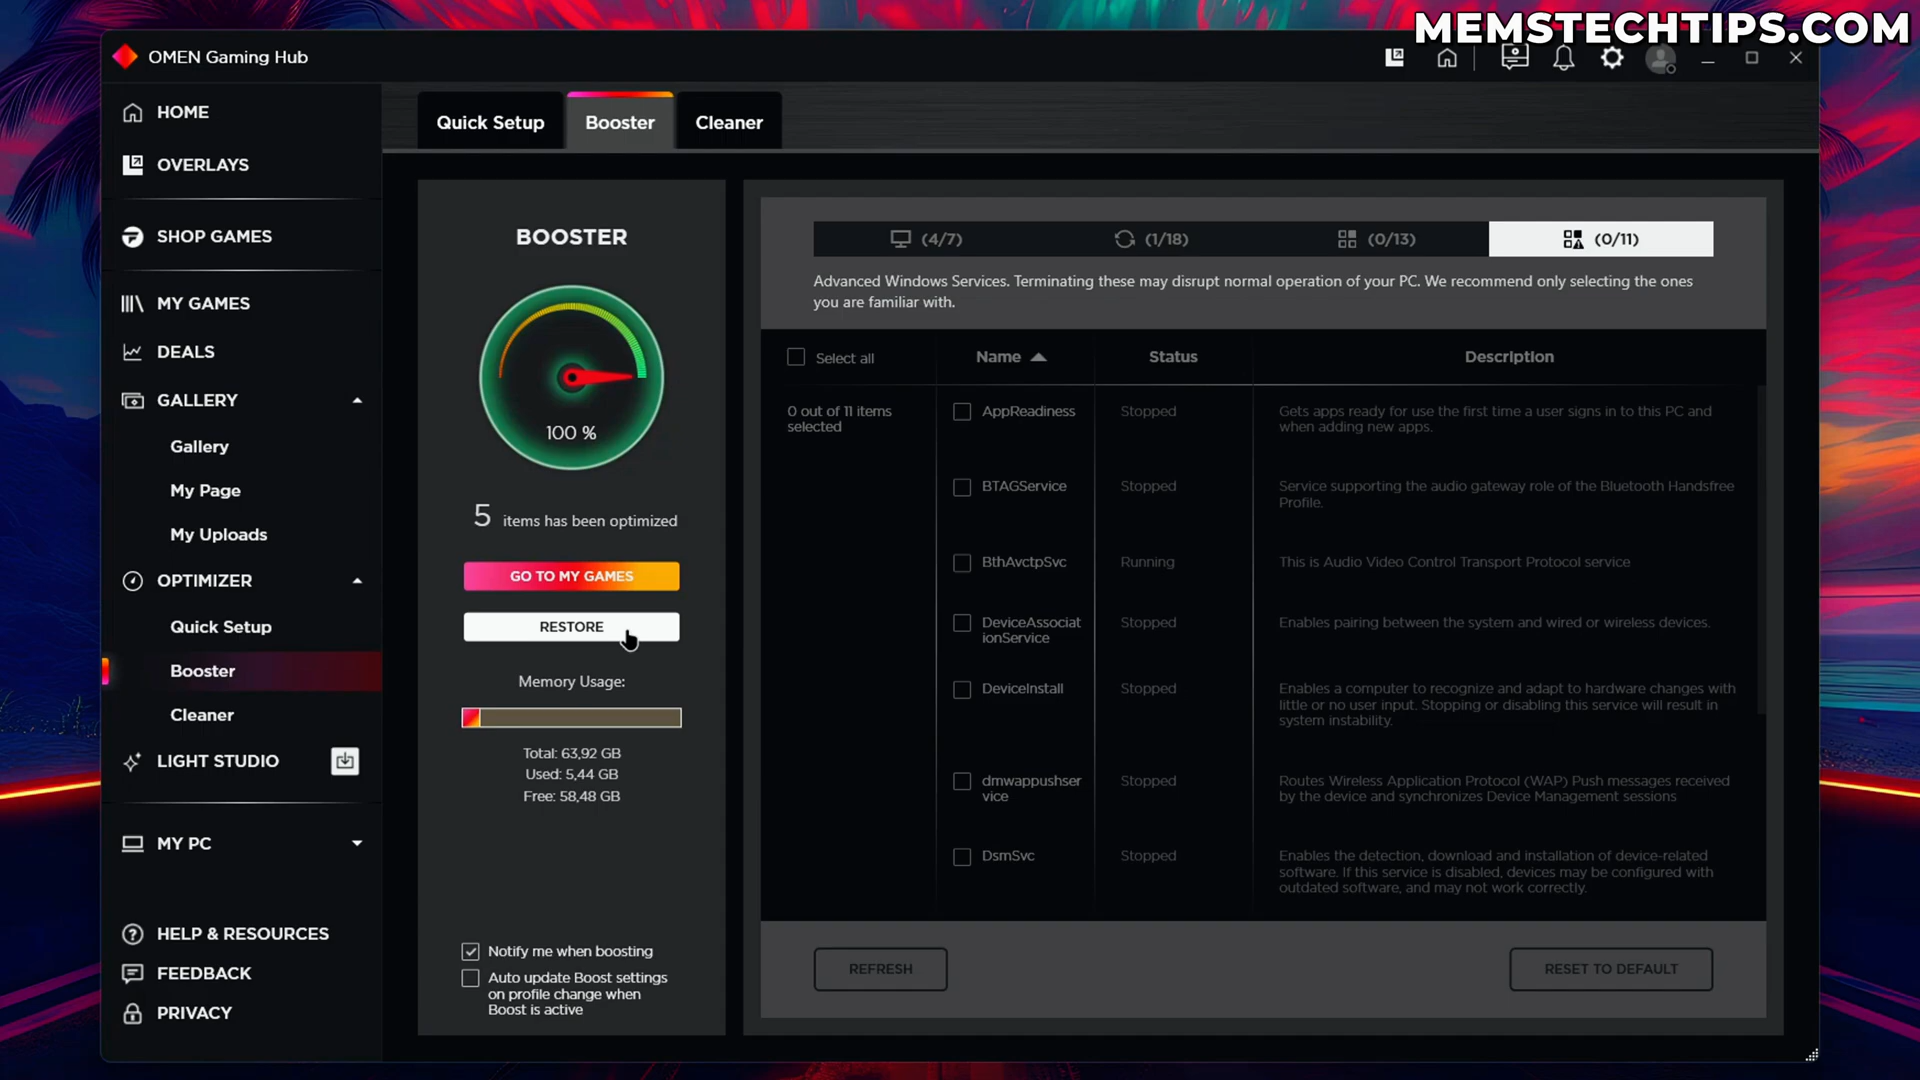 MEMSTECHTIPS.COM
OMEN Gaming Hub
HOME
OVERLAYS
SHOP GAMES
MY GAMES
DEALS
GALLERY
Gallery
My Page
My Uploads
OPTIMIZER
Quick Setup
Booster
Cleaner
LIGHT STUDIO
MY PC
HELP & RESOURCES
FEEDBACK
PRIVACY
Quick Setup
Booster
Cleaner
BOOSTER
100 %
5 items has been optimized
GO TO MY GAMES
RESTORE
Memory Usage:
Total: 63,92 GB
Used: 5,44 GB
Free: 58,48 GB
Notify me when boosting
Auto update Boost settings
on profile change when
Boost is active
(4/7)
(1/18)
(0/13)
(0/11)
Advanced Windows Services. Terminating these may disrupt normal operation of your PC. We recommend only selecting the ones
you are familiar with.
Select all
Name
Status
Description
0 out of 11 items
selected
AppReadiness
Stopped
Gets apps ready for use the first time a user signs in to this PC and
when adding new apps.
BTAGService
Stopped
Service supporting the audio gateway role of the Bluetooth Handsfree
Profile.
BthAvctpSvc
Running
This is Audio Video Control Transport Protocol service
DeviceAssociat
ionService
Stopped
Enables pairing between the system and wired or wireless devices.
DeviceInstall
Stopped
Enables a computer to recognize and adapt to hardware changes with
little or no user input. Stopping or disabling this service will result in
system instability.
dmwappushser
vice
Stopped
Routes Wireless Application Protocol (WAP) Push messages received
by the device and synchronizes Device Management sessions
DsmSvc
Stopped
Enables the detection, download and installation of device-related
software. If this service is disabled, devices may be configured with
outdated software, and may not work correctly.
REFRESH
RESET TO DEFAULT